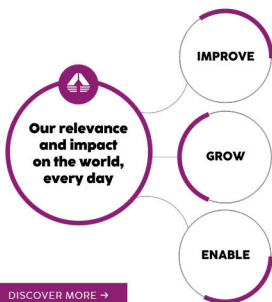 IMPROVE
Our relevance
and impact
on the world,
every day
GROW
ENABLE
DISCOVER MORE →